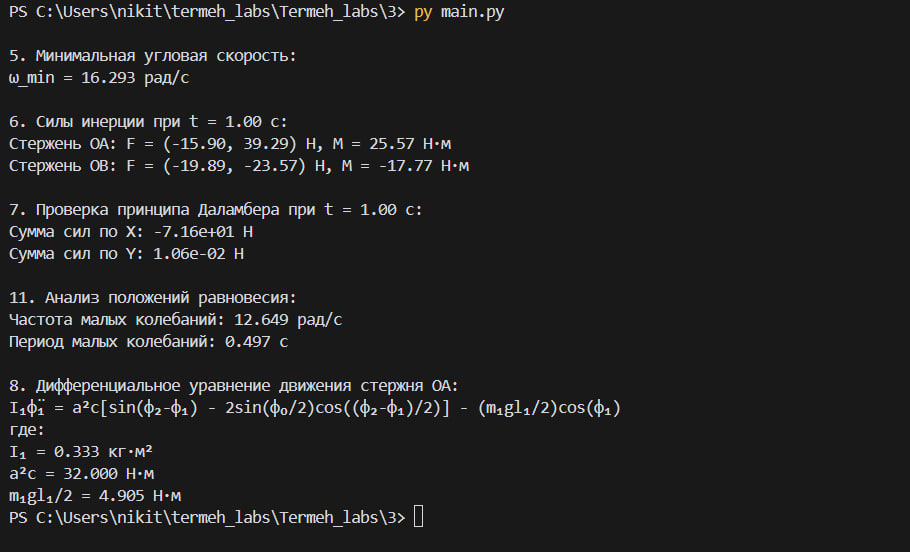 PS C:\Users\nikit\termeh_labs\Termeh_labs\3> py main.py
5. Минимальная угловая скорость:
ω_min = 16.293 рад/с
6. Силы инерции при t = 1.00 с:
Стержень OA: F = (-15.90, 39.29) Н, M = 25.57 Н·м
Стержень OB: F = (-19.89, -23.57) Н, M = -17.77 Н·м
7. Проверка принципа Даламбера при t = 1.00 с:
Сумма сил по X: -7.16e+01 Н
Сумма сил по Y: 1.06e-02 Н
11. Анализ положений равновесия:
Частота малых колебаний: 12.649 рад/с
Период малых колебаний: 0.497 с
8. Дифференциальное уравнение движения стержня OA:
I₁ϕ₁̈ = a²c[sin(ϕ₂-ϕ₁) - 2sin(ϕ₀/2)cos((ϕ₂-ϕ₁)/2)] - (m₁gl₁/2)cos(ϕ₁)
где:
I₁ = 0.333 кг·м²
a²c = 32.000 Н·м
m₁gl₁/2 = 4.905 Н·м
PS C:\Users\nikit\termeh_labs\Termeh_labs\3>